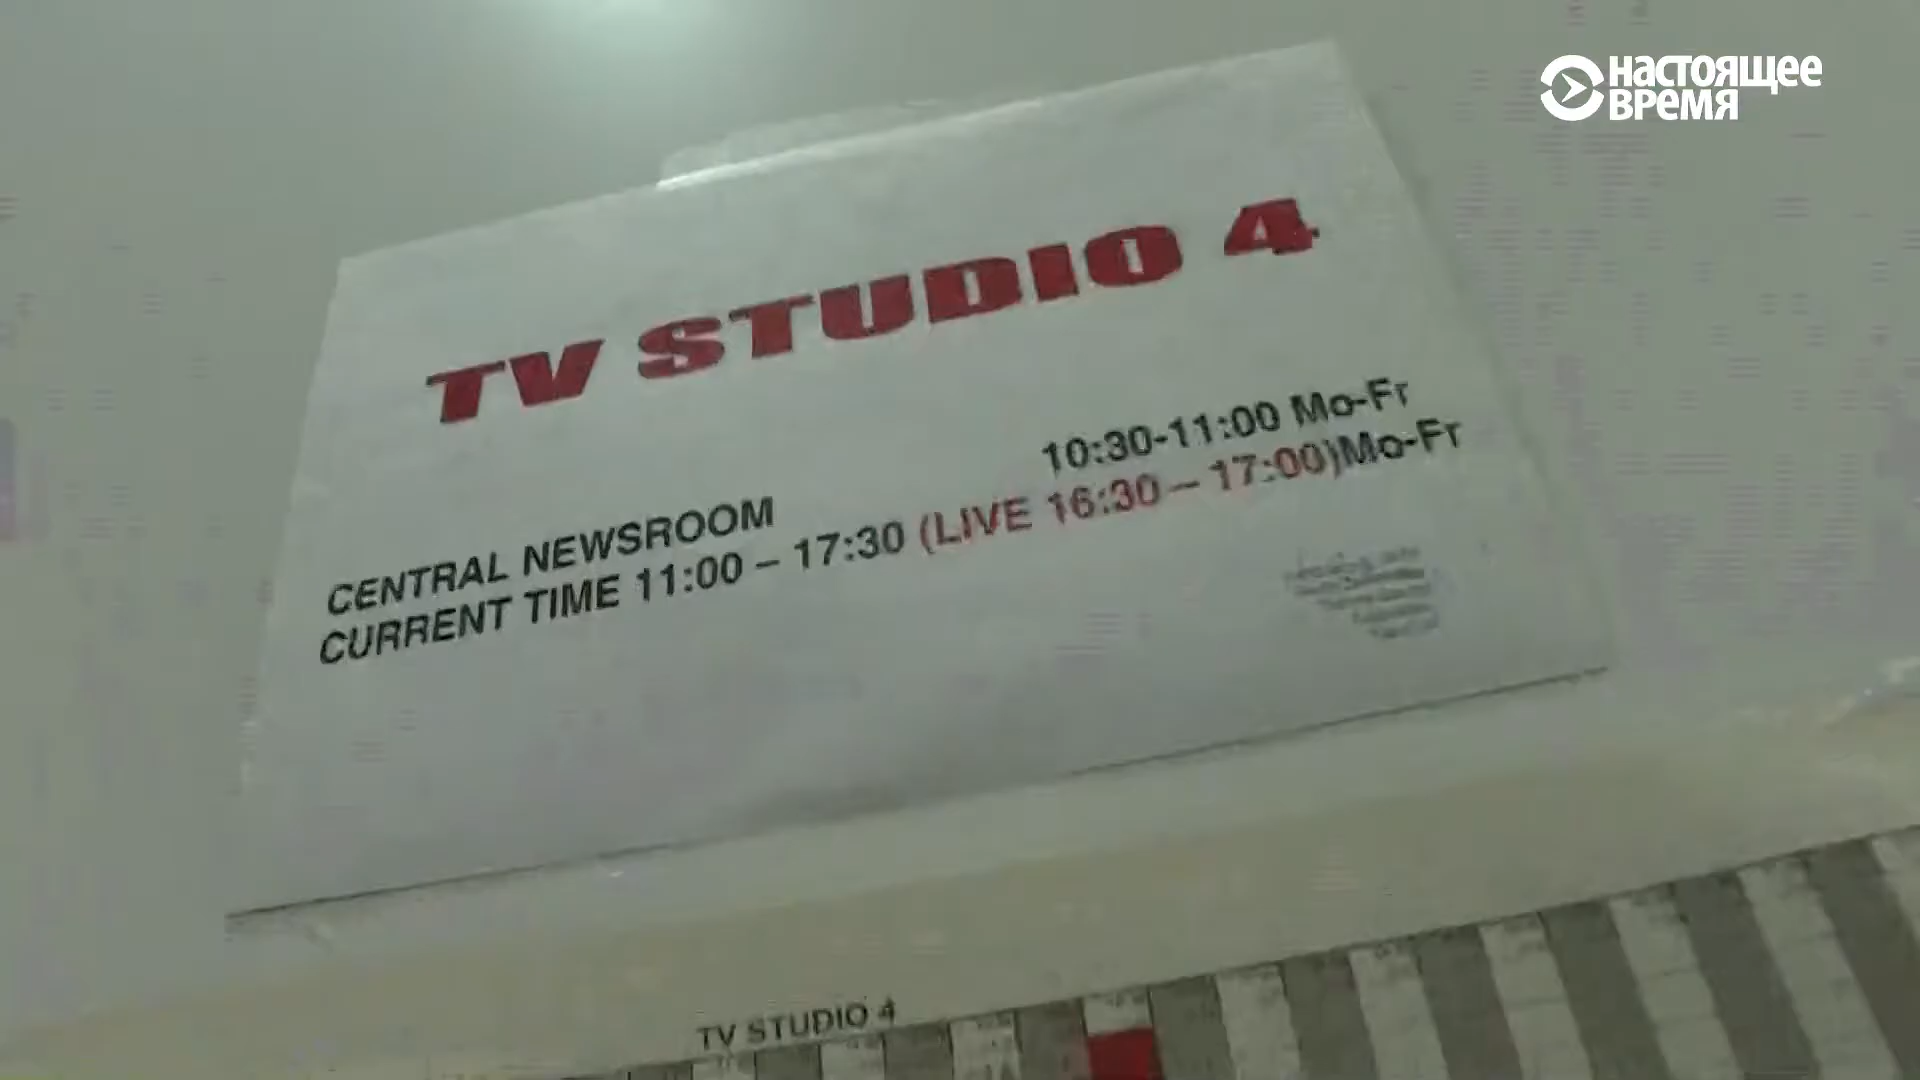 НАСТОЯЩЕЕ
ВРЕМЯ
TV STUDIO 4
CENTRAL NEWSROOM 10:30-11:00 Mo-Fr
CURRENT TIME 11:00 – 17:30 (LIVE 16:30 – 17:00)Mo-Fr
TV STUDIO 4